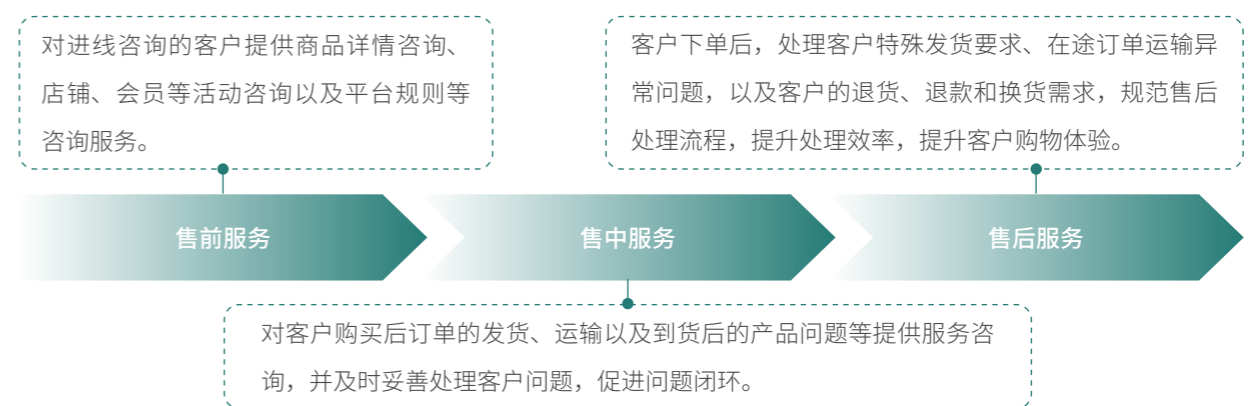 对进线咨询的客户提供商品详情咨询、
店铺、会员等活动咨询以及平台规则等
咨询服务。
客户下单后，处理客户特殊发货要求、在途订单运输异
常问题，以及客户的退货、退款和换货需求，规范售后
处理流程，提升处理效率，提升客户购物体验。
售前服务
售中服务
售后服务
对客户购买后订单的发货、运输以及到货后的产品问题等提供服务咨
询，并及时妥善处理客户问题，促进问题闭环。